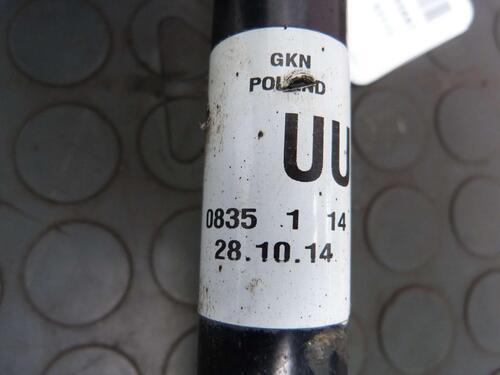 GKN
POLAND
UU
0835 1 14
28.10.14